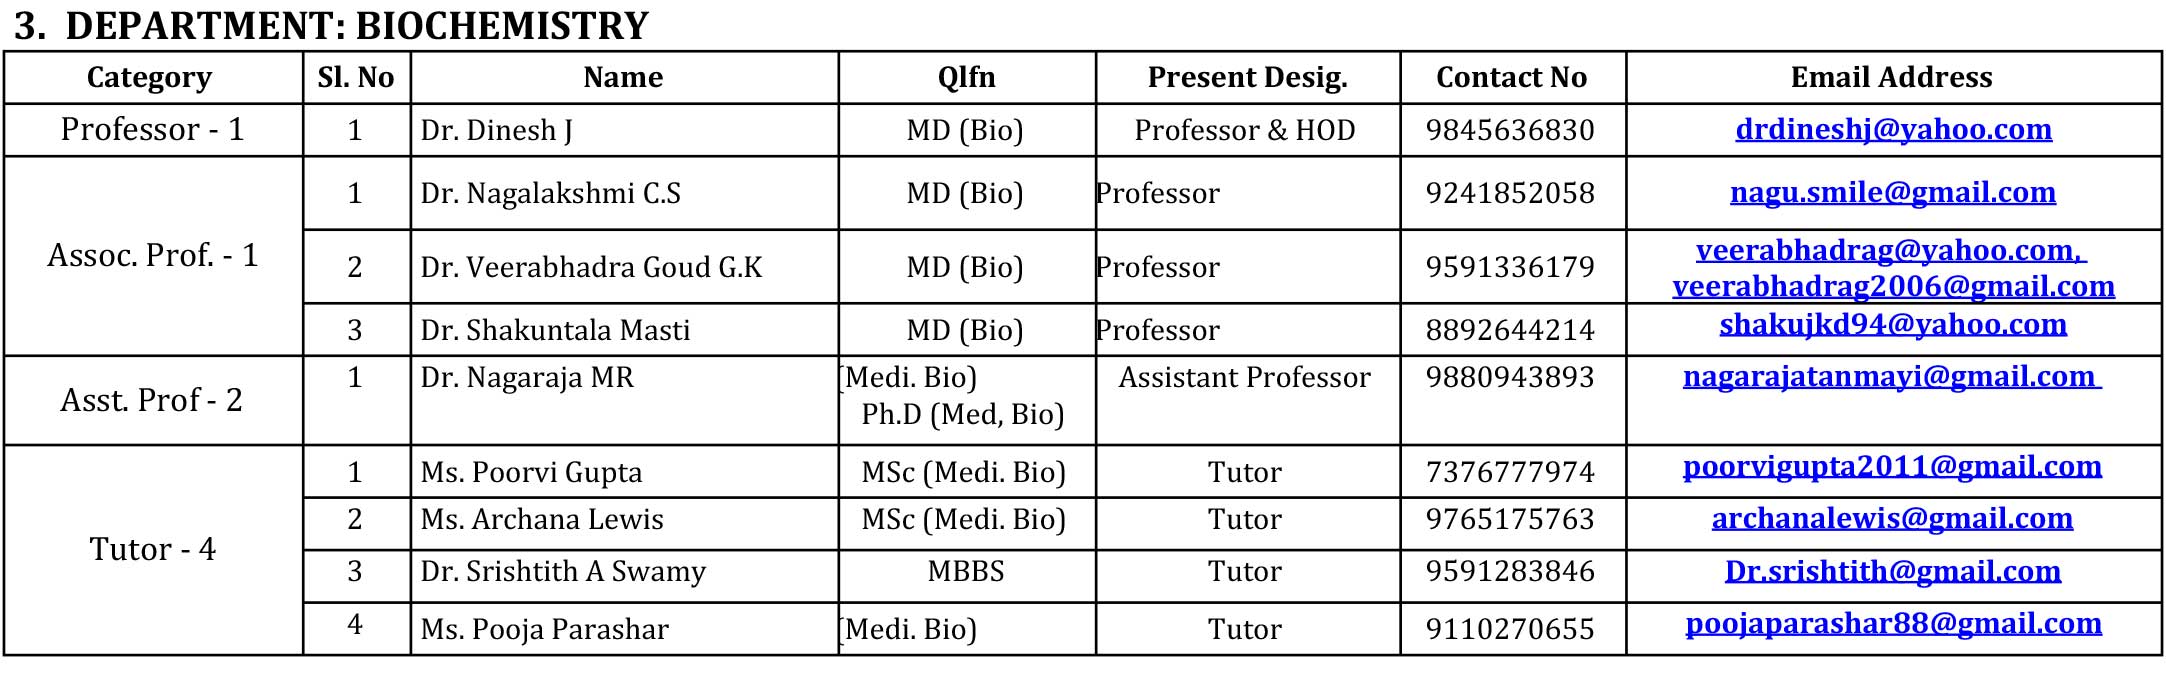 3. DEPARTMENT: BIOCHEMISTRY
Category Sl. No Name Qlfn Present Desig. Contact No Email Address
Professor - 1 1 Dr. Dinesh J MD (Bio) Professor & HOD 9845636830 drdineshj@yahoo.com
Assoc. Prof. - 1 1 Dr. Nagalakshmi C.S MD (Bio) Professor 9241852058 nagu.smile@gmail.com
2 Dr. Veerabhadra Goud G.K MD (Bio) Professor 9591336179 veerabhadrag@yahoo.com,
veerabhadrag2006@gmail.com
3 Dr. Shakuntala Masti MD (Bio) Professor 8892644214 shakujkd94@yahoo.com
Asst. Prof - 2 1 Dr. Nagaraja MR (Medi. Bio) Assistant Professor 9880943893 nagarajatanmayi@gmail.com
Ph.D (Med, Bio)
Tutor - 4 1 Ms. Poorvi Gupta MSc (Medi. Bio) Tutor 7376777974 poorvigupta2011@gmail.com
2 Ms. Archana Lewis MSc (Medi. Bio) Tutor 9765175763 archanalewis@gmail.com
3 Dr. Srishtith A Swamy MBBS Tutor 9591283846 Dr.srishtith@gmail.com
4 Ms. Pooja Parashar (Medi. Bio) Tutor 9110270655 poojaparashar88@gmail.com